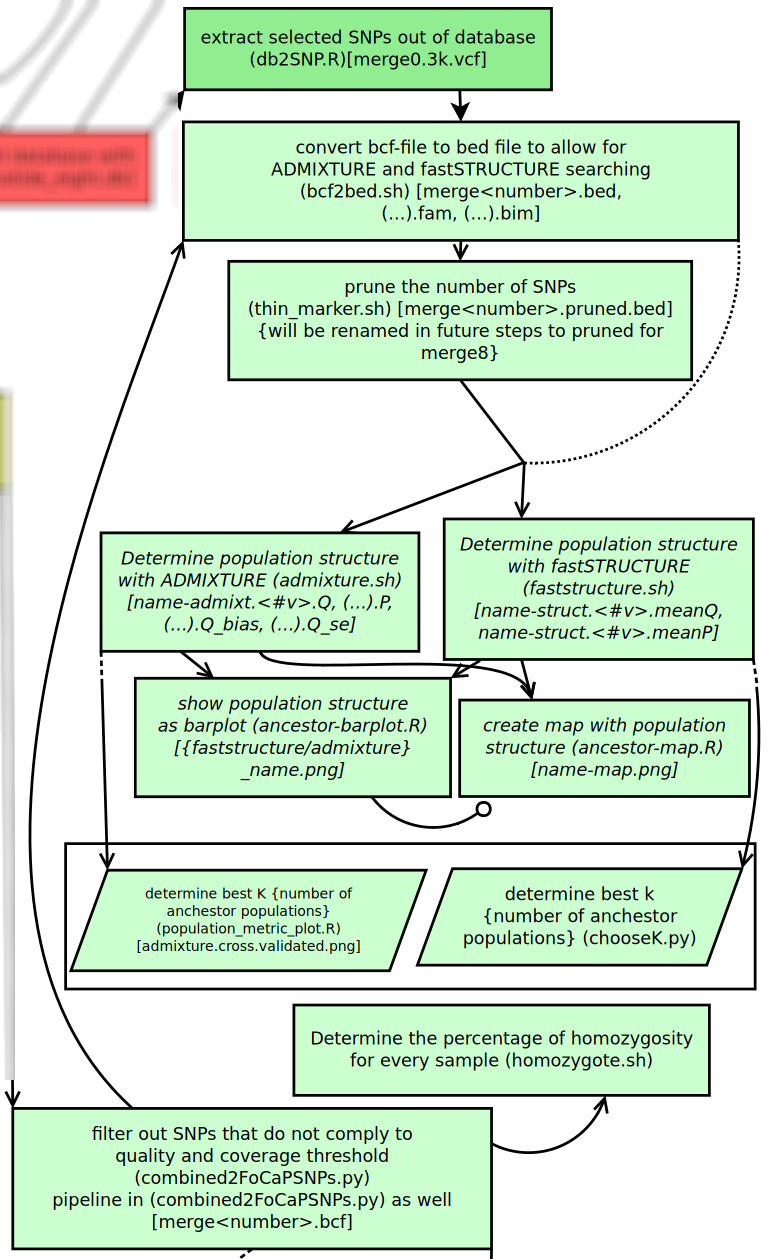 extract selected SNPs out of database
(db2SNP.R)[merge0.3k.vcf]
convert bcf-file to bed file to allow for
ADMIXTURE and fastSTRUCTURE searching
(bcf2bed.sh) [merge<number>.bed,
(...).fam, (...).bim]
prune the number of SNPs
(thin_marker.sh) [merge<number>.pruned.bed]
{will be renamed in future steps to pruned for
merge8}
Determine population structure
with ADMIXTURE (admixture.sh)
[name-admixt.<#v>.Q, (...).P,
(...).Q_bias, (...).Q_se]
Determine population structure
with fastSTRUCTURE
(faststructure.sh)
[name-struct.<#v>.meanQ,
name-struct.<#v>.meanP]
show population structure
as barplot (ancestor-barplot.R)
[{faststructure/admixture}
_name.png]
create map with population
structure (ancestor-map.R)
[name-map.png]
determine best K {number of
anchestor populations}
(population_metric_plot.R)
[admixture.cross.validated.png]
determine best k
{number of anchestor
populations} (chooseK.py)
Determine the percentage of homozygosity
for every sample (homozygote.sh)
filter out SNPs that do not comply to
quality and coverage threshold
(combined2FoCaPSNPs.py)
pipeline in (combined2FoCaPSNPs.py) as well
[merge<number>.bcf]